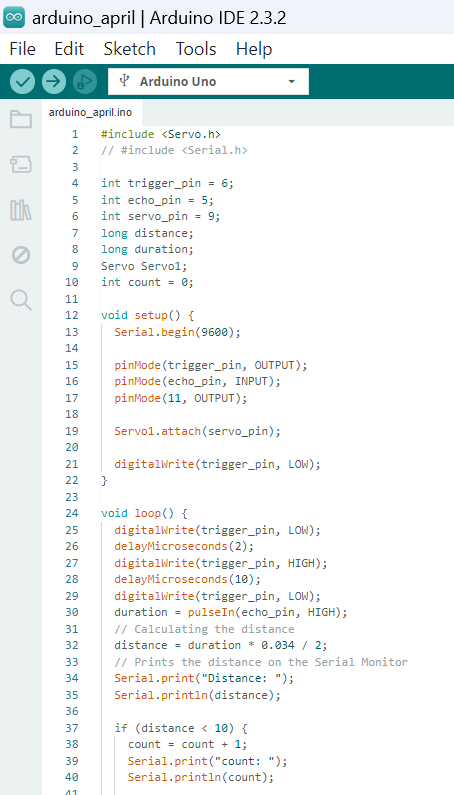 arduino_april | Arduino IDE 2.3.2
File Edit Sketch Tools Help
Arduino Uno
arduino_april.ino
1 #include <Servo.h>
2 // #include <Serial.h>
3
4 int trigger_pin = 6;
5 int echo_pin = 5;
6 int servo_pin = 9;
7 long distance;
8 long duration;
9 Servo Servo1;
10 int count = 0;
11
12 void setup() {
13 Serial.begin(9600);
14
15 pinMode(trigger_pin, OUTPUT);
16 pinMode(echo_pin, INPUT);
17 pinMode(11, OUTPUT);
18
19 Servo1.attach(servo_pin);
20
21 digitalWrite(trigger_pin, LOW);
22 }
23
24 void loop() {
25 digitalWrite(trigger_pin, LOW);
26 delayMicroseconds(2);
27 digitalWrite(trigger_pin, HIGH);
28 delayMicroseconds(10);
29 digitalWrite(trigger_pin, LOW);
30 duration = pulseIn(echo_pin, HIGH);
31 // Calculating the distance
32 distance = duration * 0.034 / 2;
33 // Prints the distance on the Serial Monitor
34 Serial.print("Distance: ");
35 Serial.println(distance);
36
37 if (distance < 10) {
38 count = count + 1;
39 Serial.print("count: ");
40 Serial.println(count);
41